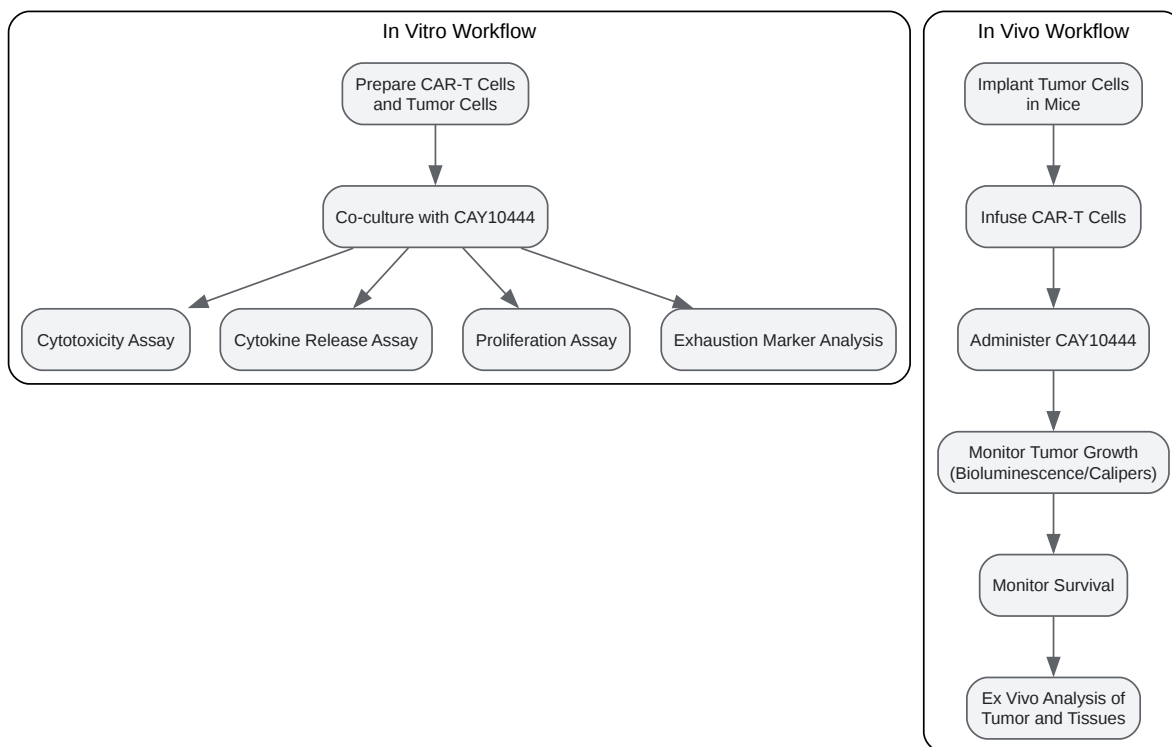 In Vitro Workflow
Prepare CAR-T Cells
and Tumor Cells
Co-culture with CAY10444
Cytotoxicity Assay
Cytokine Release Assay
Proliferation Assay
Exhaustion Marker Analysis
In Vivo Workflow
Implant Tumor Cells
in Mice
Infuse CAR-T Cells
Administer CAY10444
Monitor Tumor Growth
(Bioluminescence/Calipers)
Monitor Survival
Ex Vivo Analysis of
Tumor and Tissues